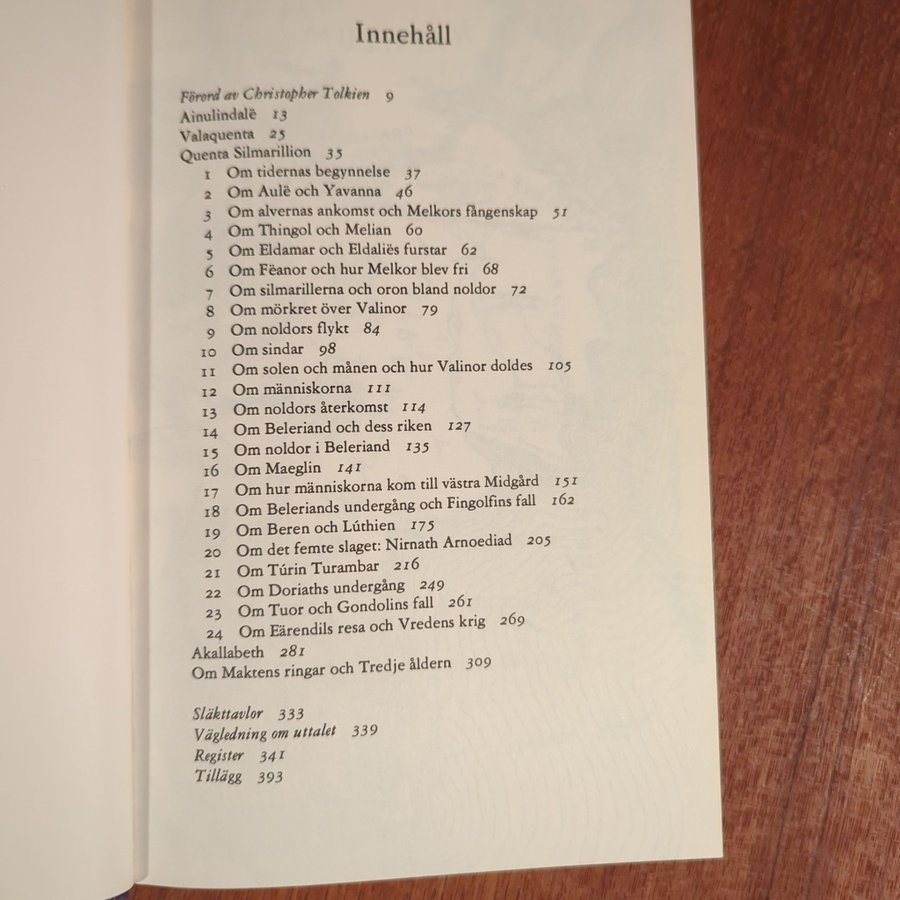 Innehåll
Förord av Christopher Tolkien 9
Ainulindalë 13
Valaquenta 25
Quenta Silmarillion 35
1 Om tidernas begynnelse 37
2 Om Aulë och Yavanna 46
3 Om alvernas ankomst och Melkors fångenskap 51
4 Om Thingol och Melian 60
5 Om Eldamar och Eldaliës furstar 62
6 Om Fëanor och hur Melkor blev fri 68
7 Om silmarillerna och oron bland noldor 72
8 Om mörkret över Valinor 79
9 Om noldors flykt 84
10 Om sindar 98
11 Om solen och månen och hur Valinor doldes 105
12 Om människorna 111
13 Om noldors återkomst 114
14 Om Beleriand och dess riken 127
15 Om noldor i Beleriand 135
16 Om Maeglin 141
17 Om hur människorna kom till västra Midgård 151
18 Om Beleriands undergång och Fingolfins fall 162
19 Om Beren och Lúthien 175
20 Om det femte slaget: Nirnath Arnoediad 205
21 Om Túrin Turambar 216
22 Om Doriaths undergång 249
23 Om Tuor och Gondolins fall 261
24 Om Eärendils resa och Vredens krig 269
Akallabeth 281
Om Maktens ringar och Tredje åldern 309
Släkttavlor 333
Vägledning om uttalet 339
Register 341
Tillägg 393